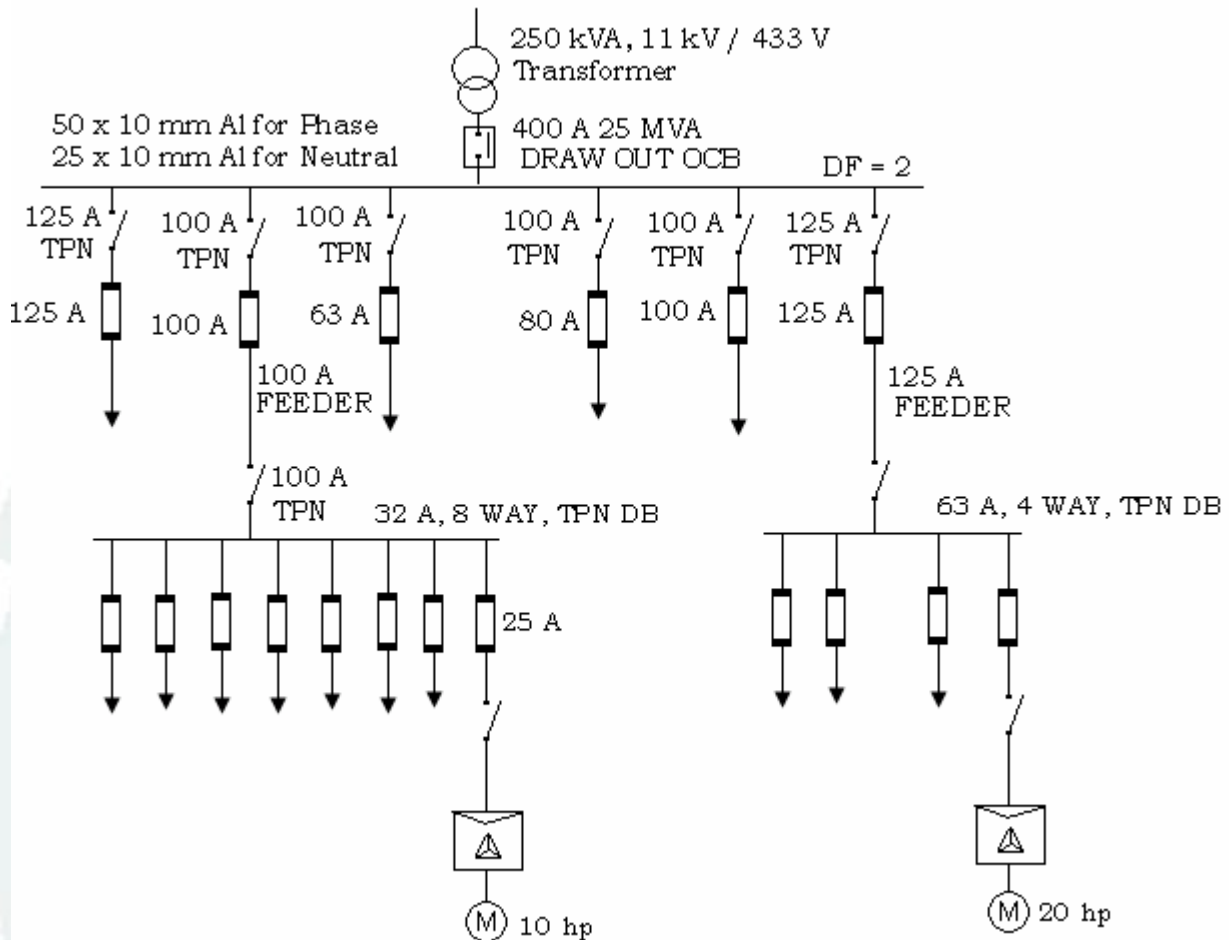 250 kVA, 11 kV / 433 V
Transformer
50 x 10 mm Al for Phase
25 x 10 mm Al for Neutral
400 A 25 MVA
DRAW OUT OCB
DF = 2
125 A
TPN
100 A
TPN
100 A
TPN
100 A
TPN
100 A
TPN
125 A
TPN
125 A
100 A
63 A
80 A
100 A
125 A
100 A
FEEDER
125 A
FEEDER
100 A
TPN
32 A, 8 WAY, TPN DB
63 A, 4 WAY, TPN DB
25 A
M
10 hp
M
20 hp